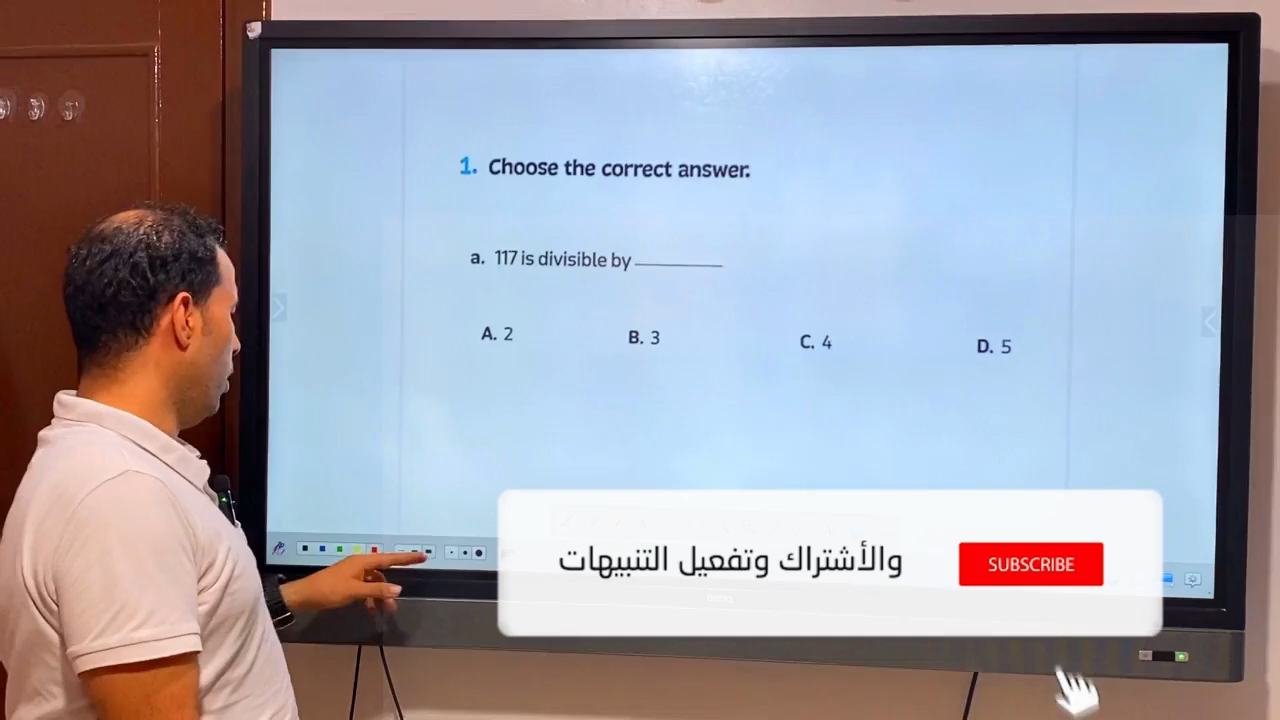 1. Choose the correct answer.
a. 117 is divisible by
A. 2 B. 3 C. 4 D. 5
والأشتراك وتفعيل التنبيهات
SUBSCRIBE